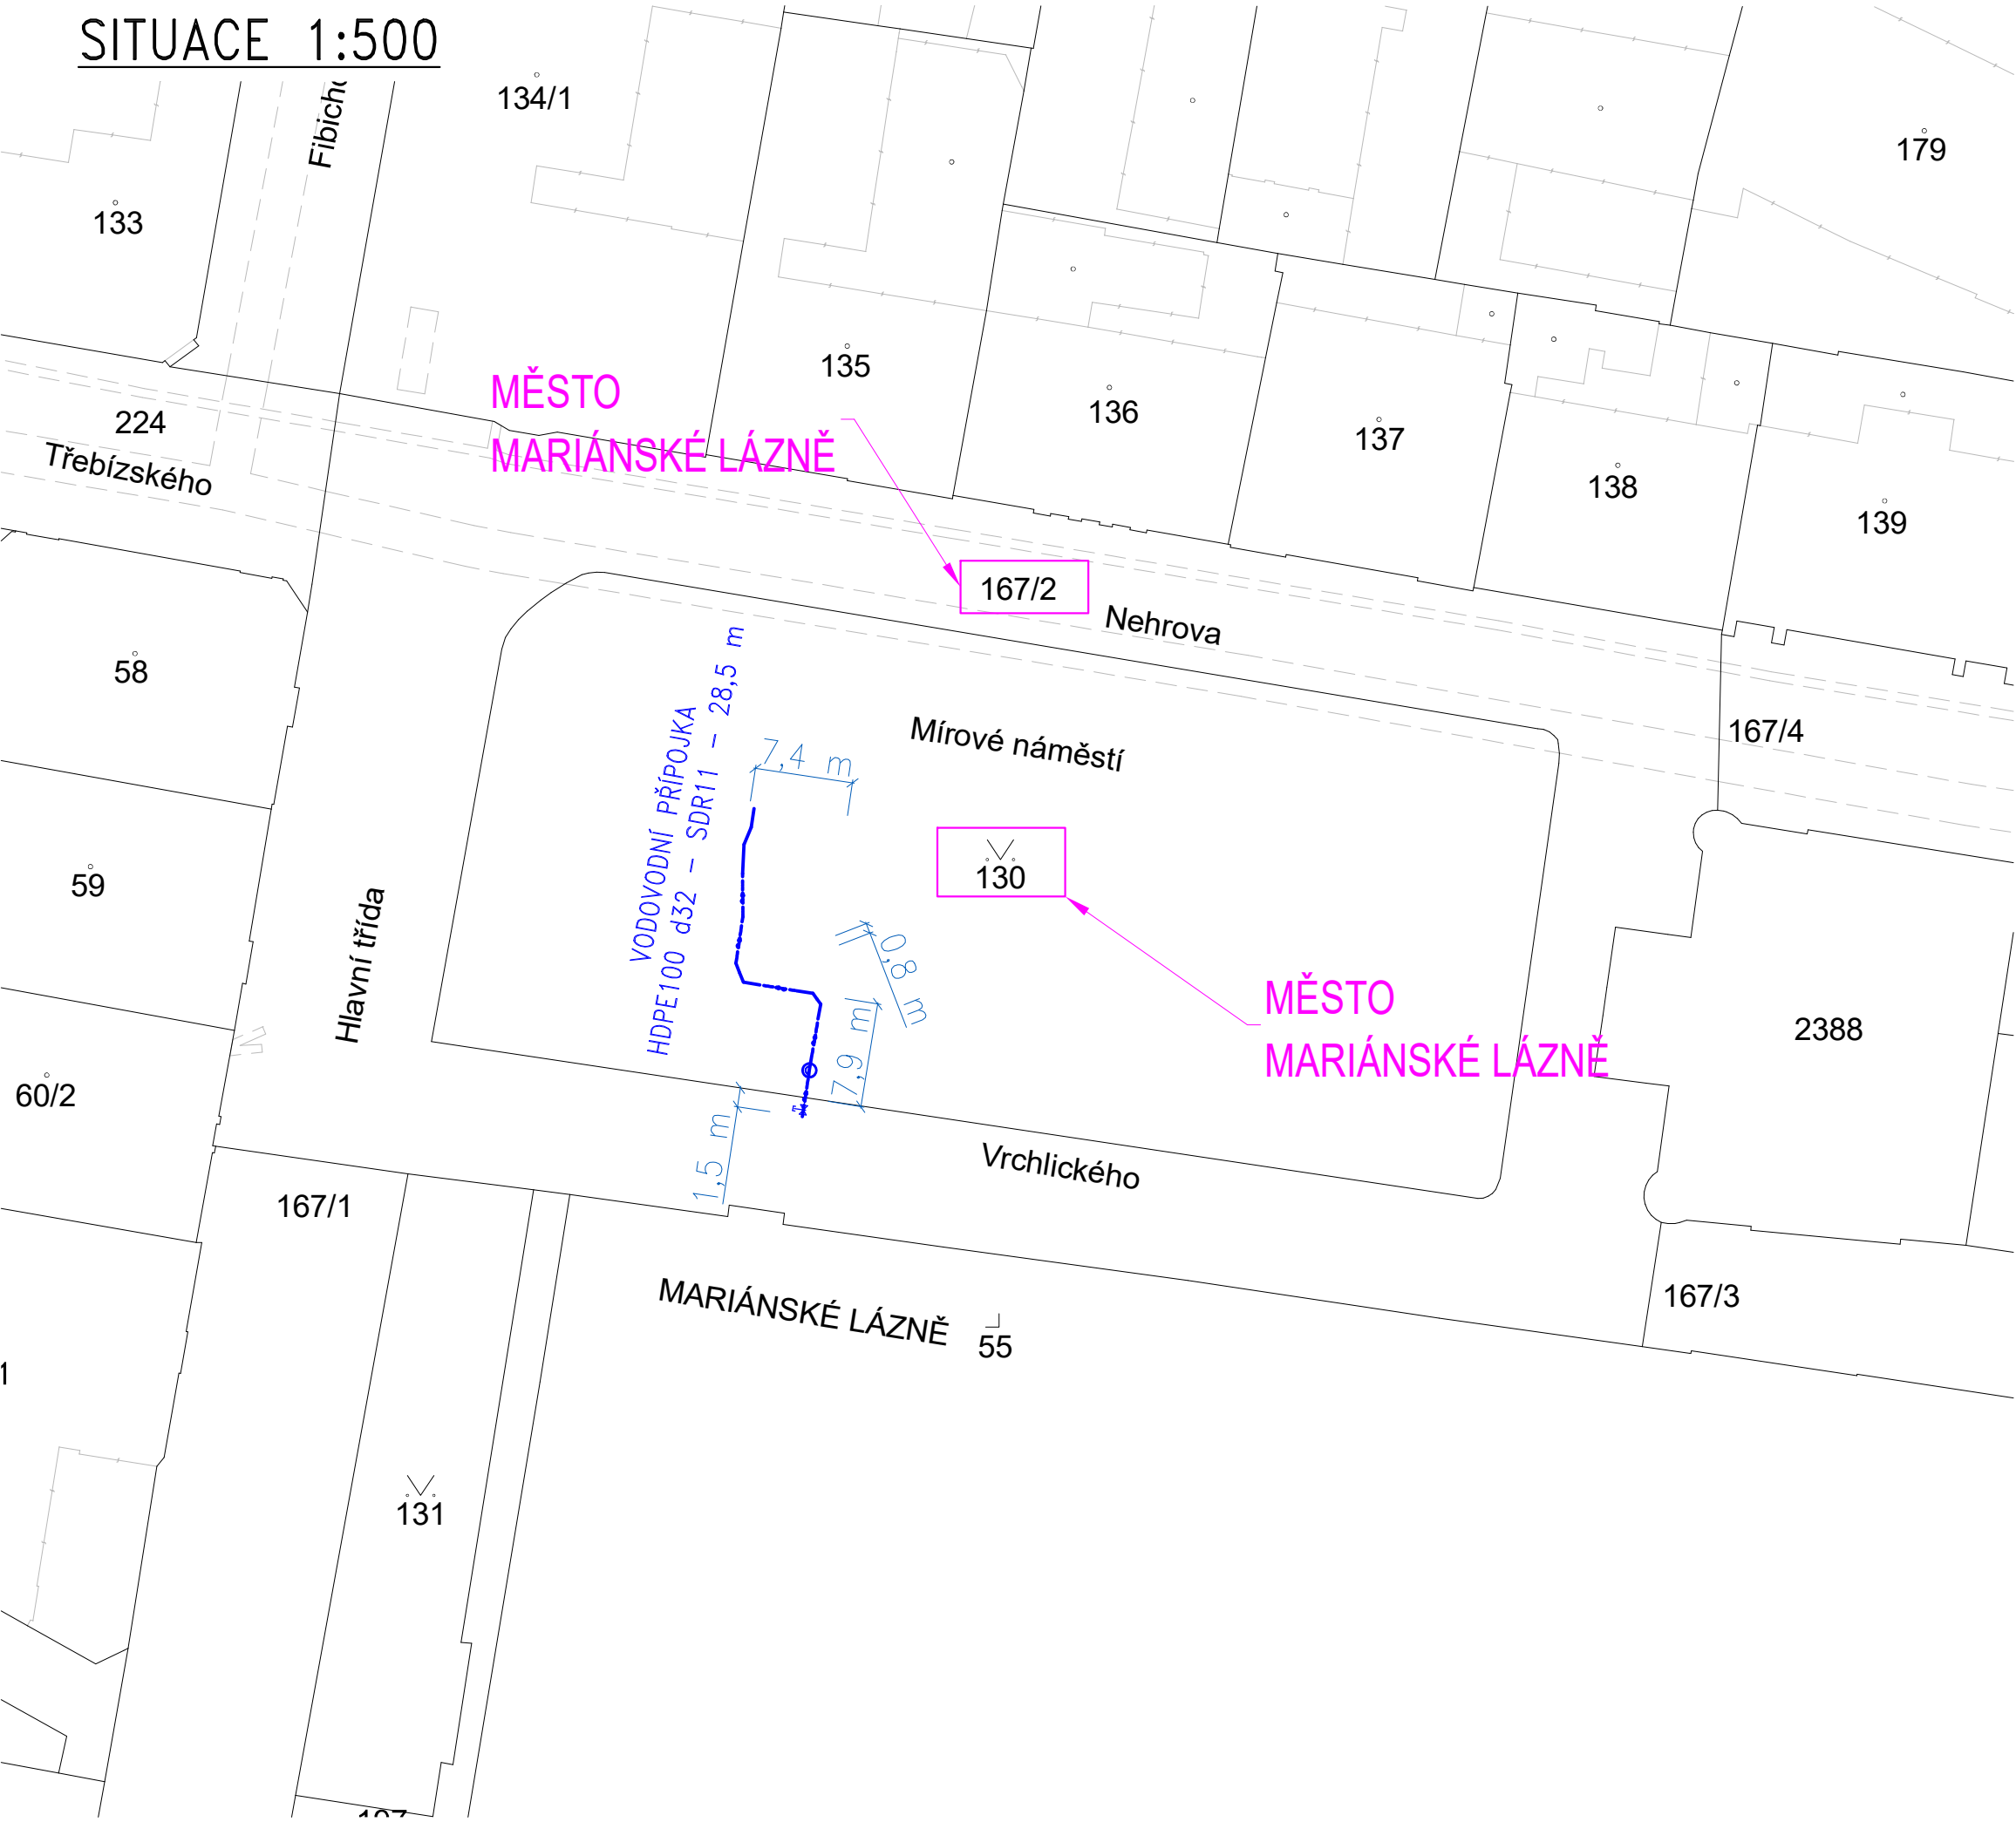 SITUACE 1:500
134/1
133
179
135
136
137
138
139
224
Třebízského
MĚSTO
MARIÁNSKÉ LÁZNĚ
167/2
Nehrova
58
59
60/2
Hlavní třída
VODOVODNÍ PŘÍPOJKA
HDPE100 d32 - SDR11 - 28,5 m
7,4 m
Mírové náměstí
130
167/4
0,8 m
7,9 m
1,5 m
MĚSTO
MARIÁNSKÉ LÁZNĚ
2388
Vrchlického
167/1
167/3
MARIÁNSKÉ LÁZNĚ
55
131